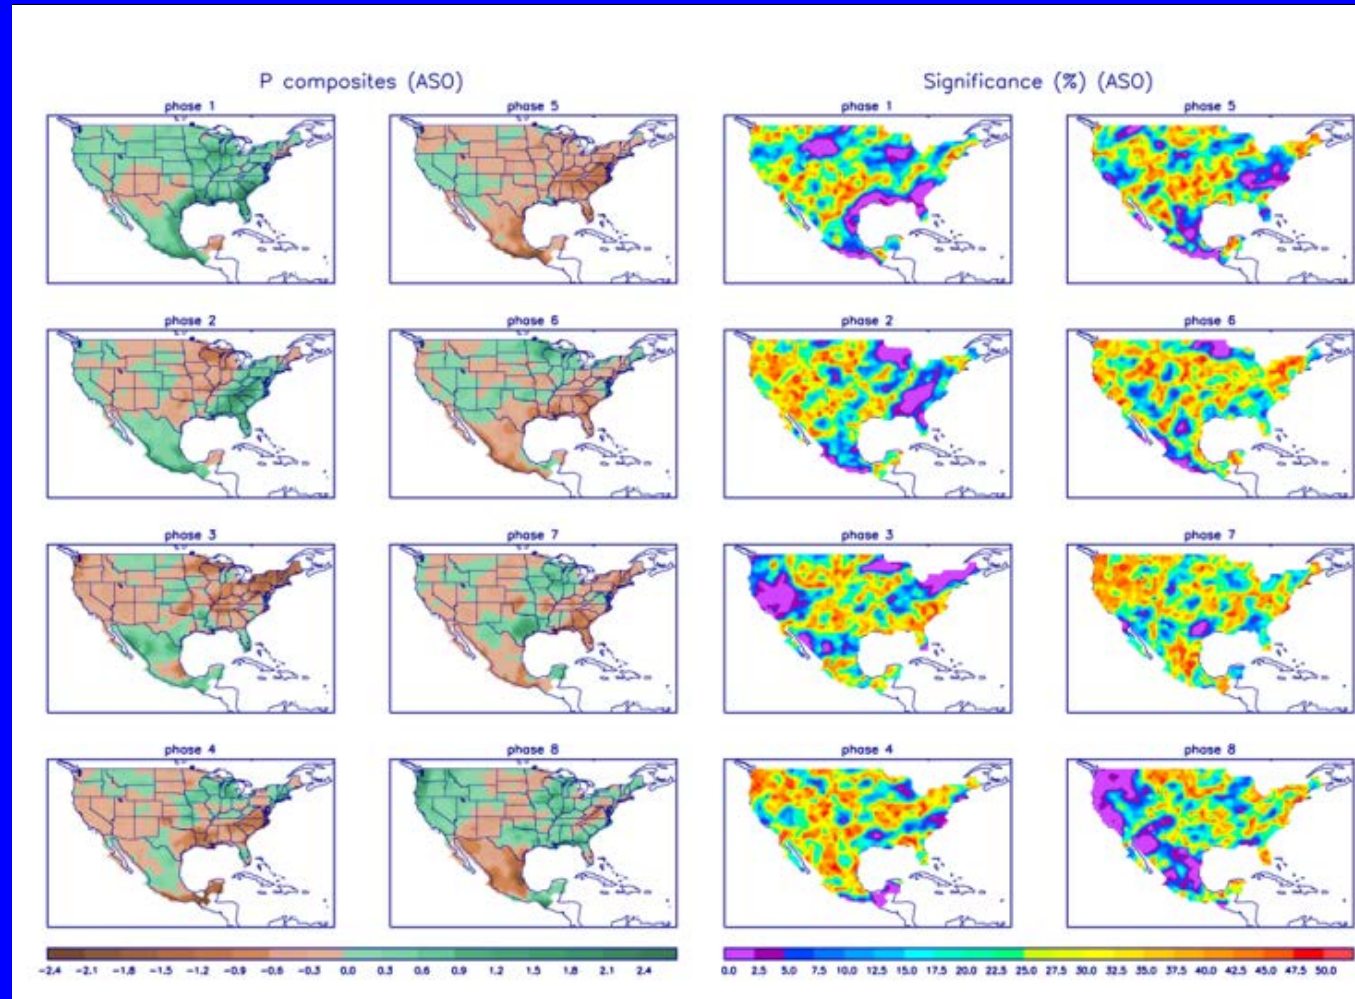 P composites (ASO)
Significance (%) (ASO)
phase 1
phase 5
phase 1
phase 5
phase 2
phase 6
phase 2
phase 6
phase 3
phase 7
phase 3
phase 7
phase 4
phase 8
phase 4
phase 8
-2.4 -2.1 -1.8 -1.2 -0.9 -0.6 -0.3 0.0 0.3 0.6 0.9 1.2 1.8 2.1 2.4
0.0 2.5 5.0 7.5 10.0 12.5 15.0 17.5 20.0 22.5 25.0 27.5 30.0 32.5 35.0 37.5 40.0 42.5 45.0 47.5 50.0